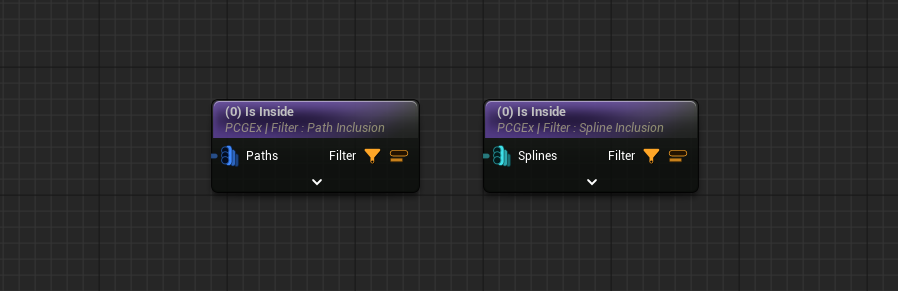 (0) Is Inside
PCGEx | Filter : Path Inclusion
Paths Filter
(0) Is Inside
PCGEx | Filter : Spline Inclusion
Splines Filter